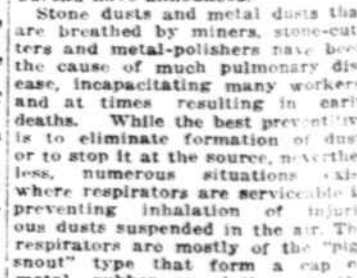 Stone dusts and metal dusts tha
are breathed by miners, stone-cut
ters and metal-polishers have been
the cause of much pulmonary dis
ease, incapacitating many workers
and at times resulting in earl
deaths. While the best preventiv
is to eliminate formation of dus
or to stop it at the source, neverthe
less, numerous situations exis
where respirators are serviceable i
preventing inhalation of injuri
ous dusts suspended in the air. Th
respirators are mostly of the "pig
snout" type that form a cap o